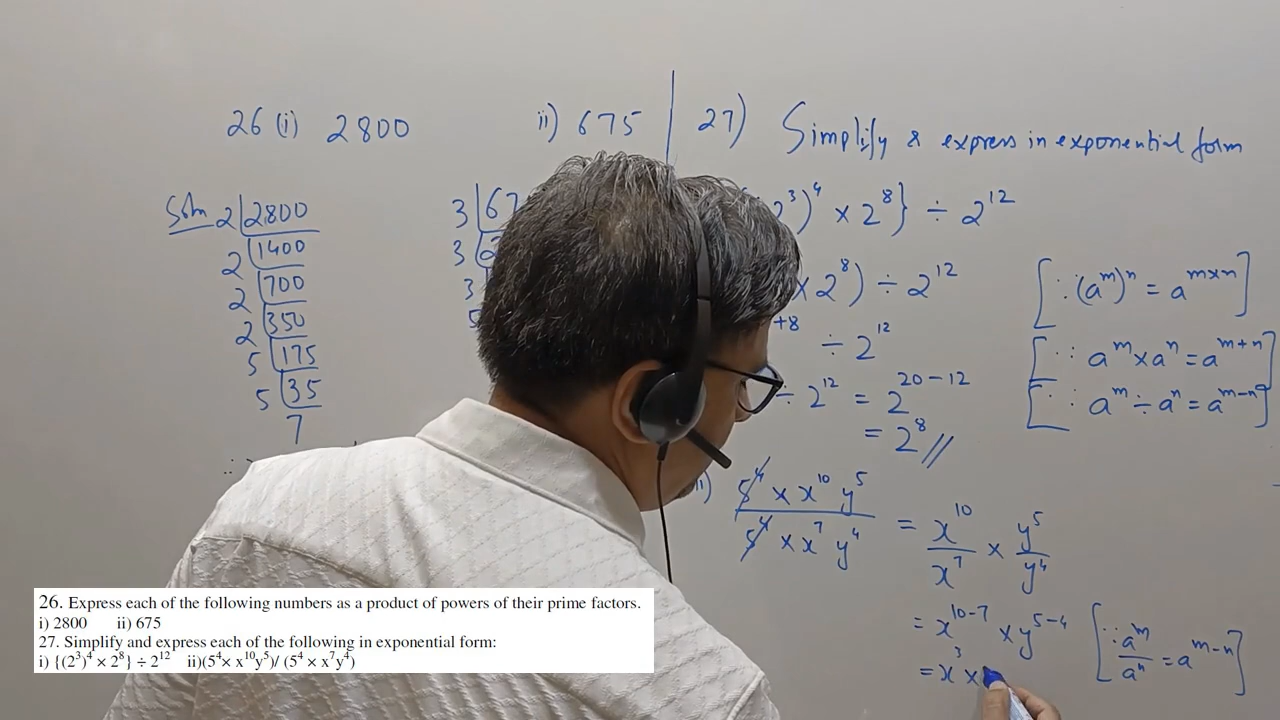 26 (i) 2800
ii) 675
27) Simplify & express in exponential form
Soln 2|2800
2|1400
2|700
2|350
5|175
5|35
7
∴
3|67
3|2
3
5
2³)⁴ × 2⁸} ÷ 2¹²
× 2⁸) ÷ 2¹² [∵ (aᵐ)ⁿ = aᵐˣⁿ]
+8 ÷ 2¹² [∵ aᵐ × aⁿ = aᵐ⁺ⁿ]
÷ 2¹² = 2²⁰⁻¹² [∵ aᵐ ÷ aⁿ = aᵐ⁻ⁿ]
= 2⁸ //
ii) 5⁴ × x¹⁰ y⁵ / 5⁴ × x⁷ y⁴ = x¹⁰ / x⁷ × y⁵ / y⁴
= x¹⁰⁻⁷ × y⁵⁻⁴ [∵ aᵐ / aⁿ = aᵐ⁻ⁿ]
= x³ ×
26. Express each of the following numbers as a product of powers of their prime factors.
i) 2800 ii) 675
27. Simplify and express each of the following in exponential form:
i) {(2³)⁴ × 2⁸} ÷ 2¹² ii)(5⁴× x¹⁰y⁵)/ (5⁴ × x⁷y⁴)